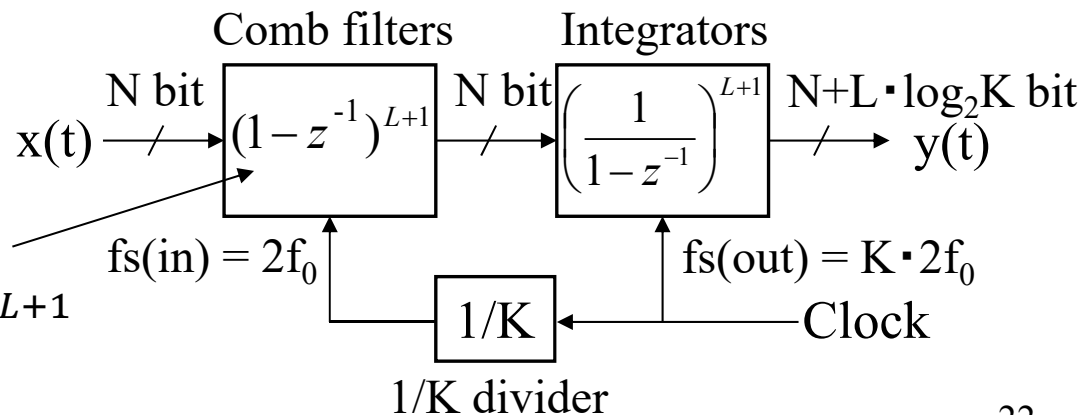 Comb filters
Integrators
N bit
N bit
N+L▪log₂K bit
x(t)
(1 − z⁻¹)ᴸ⁺¹
(1 / (1 − z⁻¹))ᴸ⁺¹
y(t)
fs(in) = 2f₀
fs(out) = K▪2f₀
L+1
1/K
Clock
1/K divider